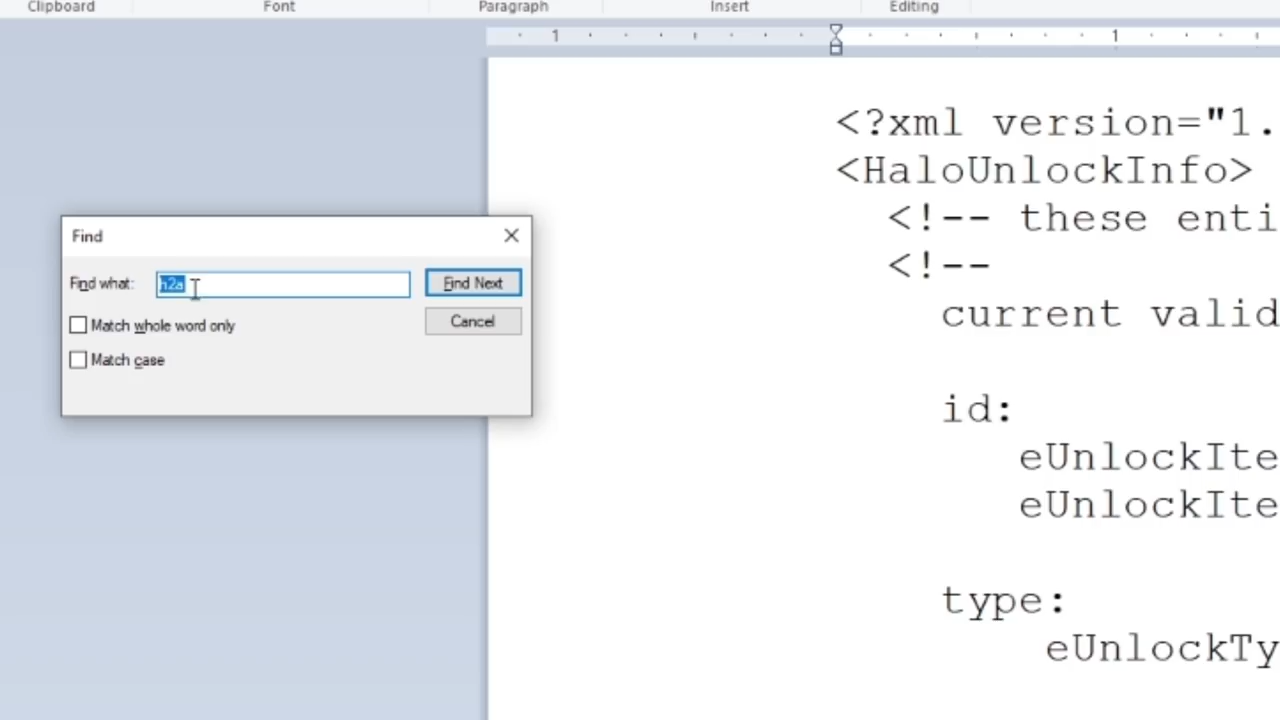 Clipboard Font Paragraph Insert Editing
1 1
<?xml version="1.
<HaloUnlockInfo>
<!-- these enti
<!--
current valid
id:
eUnlockIte
eUnlockIte
type:
eUnlockTy
Find
Find what: h2a Find Next
Match whole word only Cancel
Match case